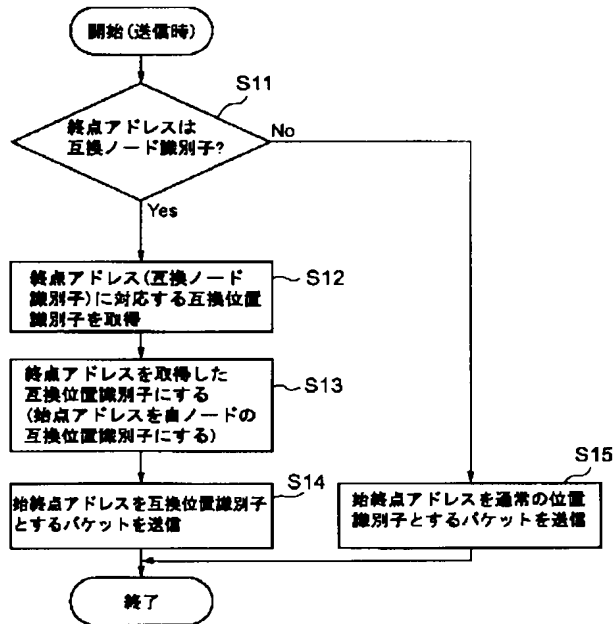 開始(送信時)
S11
終点アドレスは
互換ノード識別子?
No
Yes
終点アドレス(互換ノード
識別子)に対応する互換位置
識別子を取得
S12
終点アドレスを取得した
互換位置識別子にする
(始点アドレスを自ノードの
互換位置識別子にする)
S13
始終点アドレスを互換位置識別子
とするパケットを送信
S14
S15
始終点アドレスを通常の位置
識別子とするパケットを送信
終了